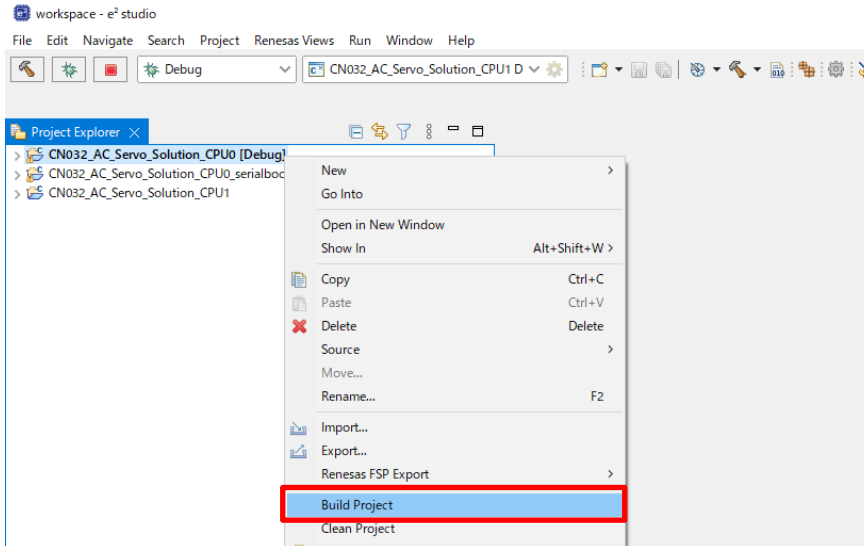 workspace - e² studio
File Edit Navigate Search Project Renesas Views Run Window Help
Debug CN032_AC_Servo_Solution_CPU1 D
010
Project Explorer
CN032_AC_Servo_Solution_CPU0 [Debug]
CN032_AC_Servo_Solution_CPU0_serialboo
CN032_AC_Servo_Solution_CPU1
New
Go Into
Open in New Window
Show In Alt+Shift+W >
Copy Ctrl+C
Paste Ctrl+V
Delete Delete
Source
Move...
Rename... F2
Import...
Export...
Renesas FSP Export
Build Project
Clean Project